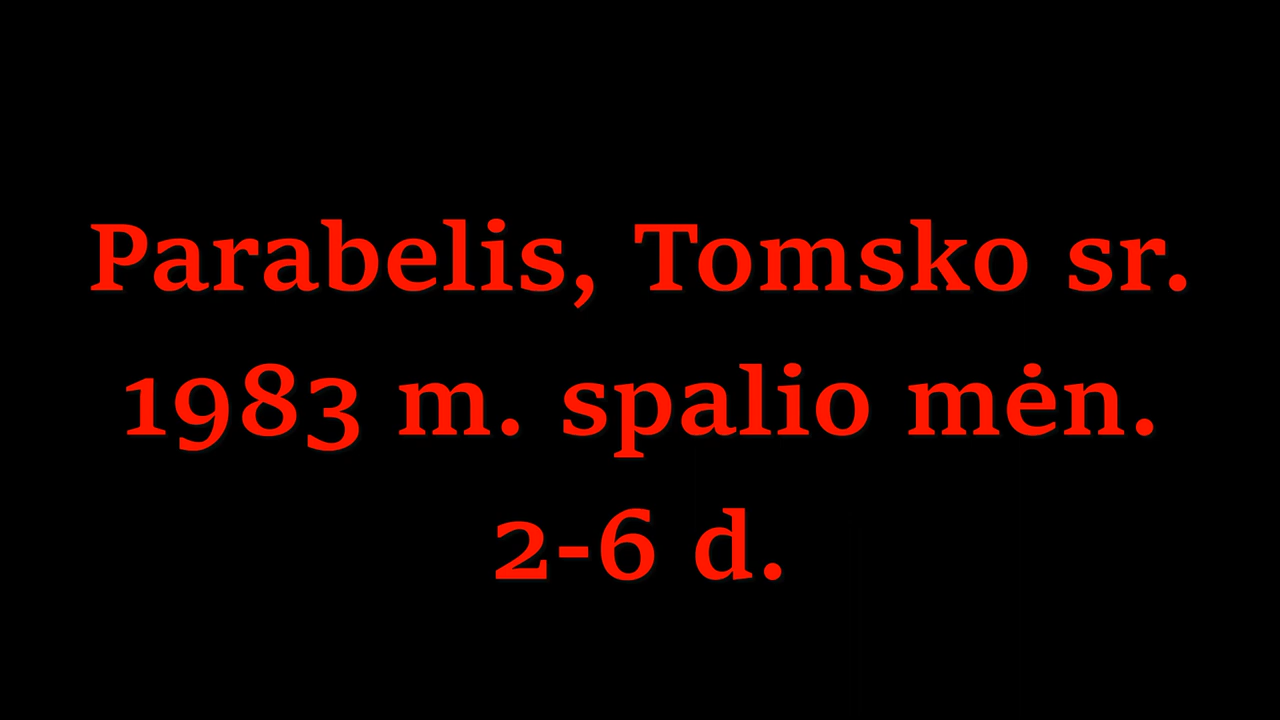 Parabelis, Tomsko sr.
1983 m. spalio mėn.
2-6 d.